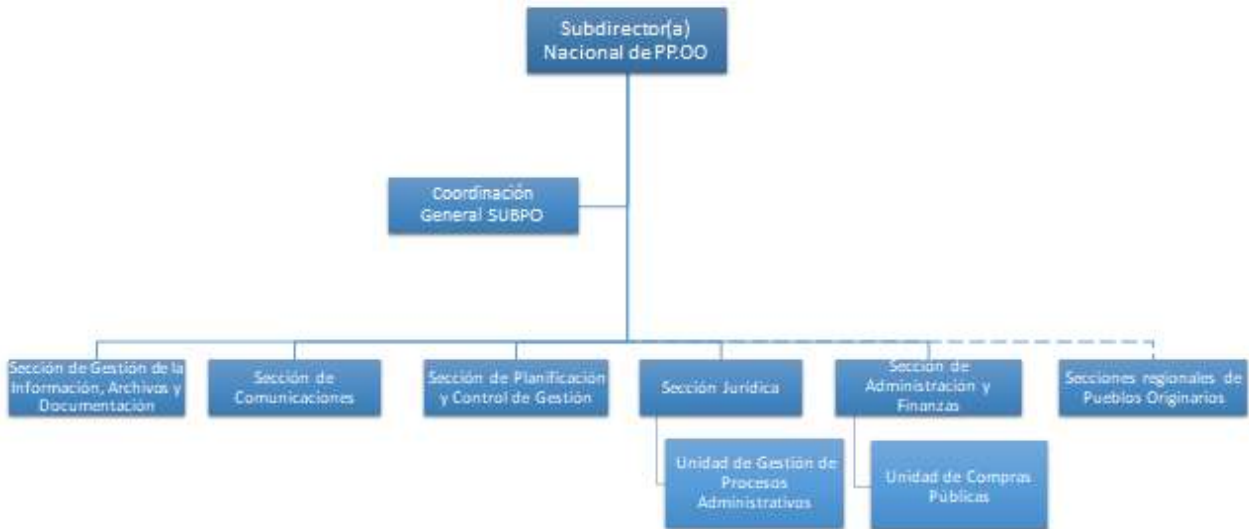 Subdirector(a)
Nacional de PP.OO
Coordinación
General SUBPO
Sección de Gestión de la
Información, Archivos y
Documentación
Sección de
Comunicaciones
Sección de Planificación
y Control de Gestión
Sección Jurídica
Sección de
Administración y
Finanzas
Secciones regionales de
Pueblos Originarios
Unidad de Gestión de
Procesos
Administrativos
Unidad de Compras
Públicas